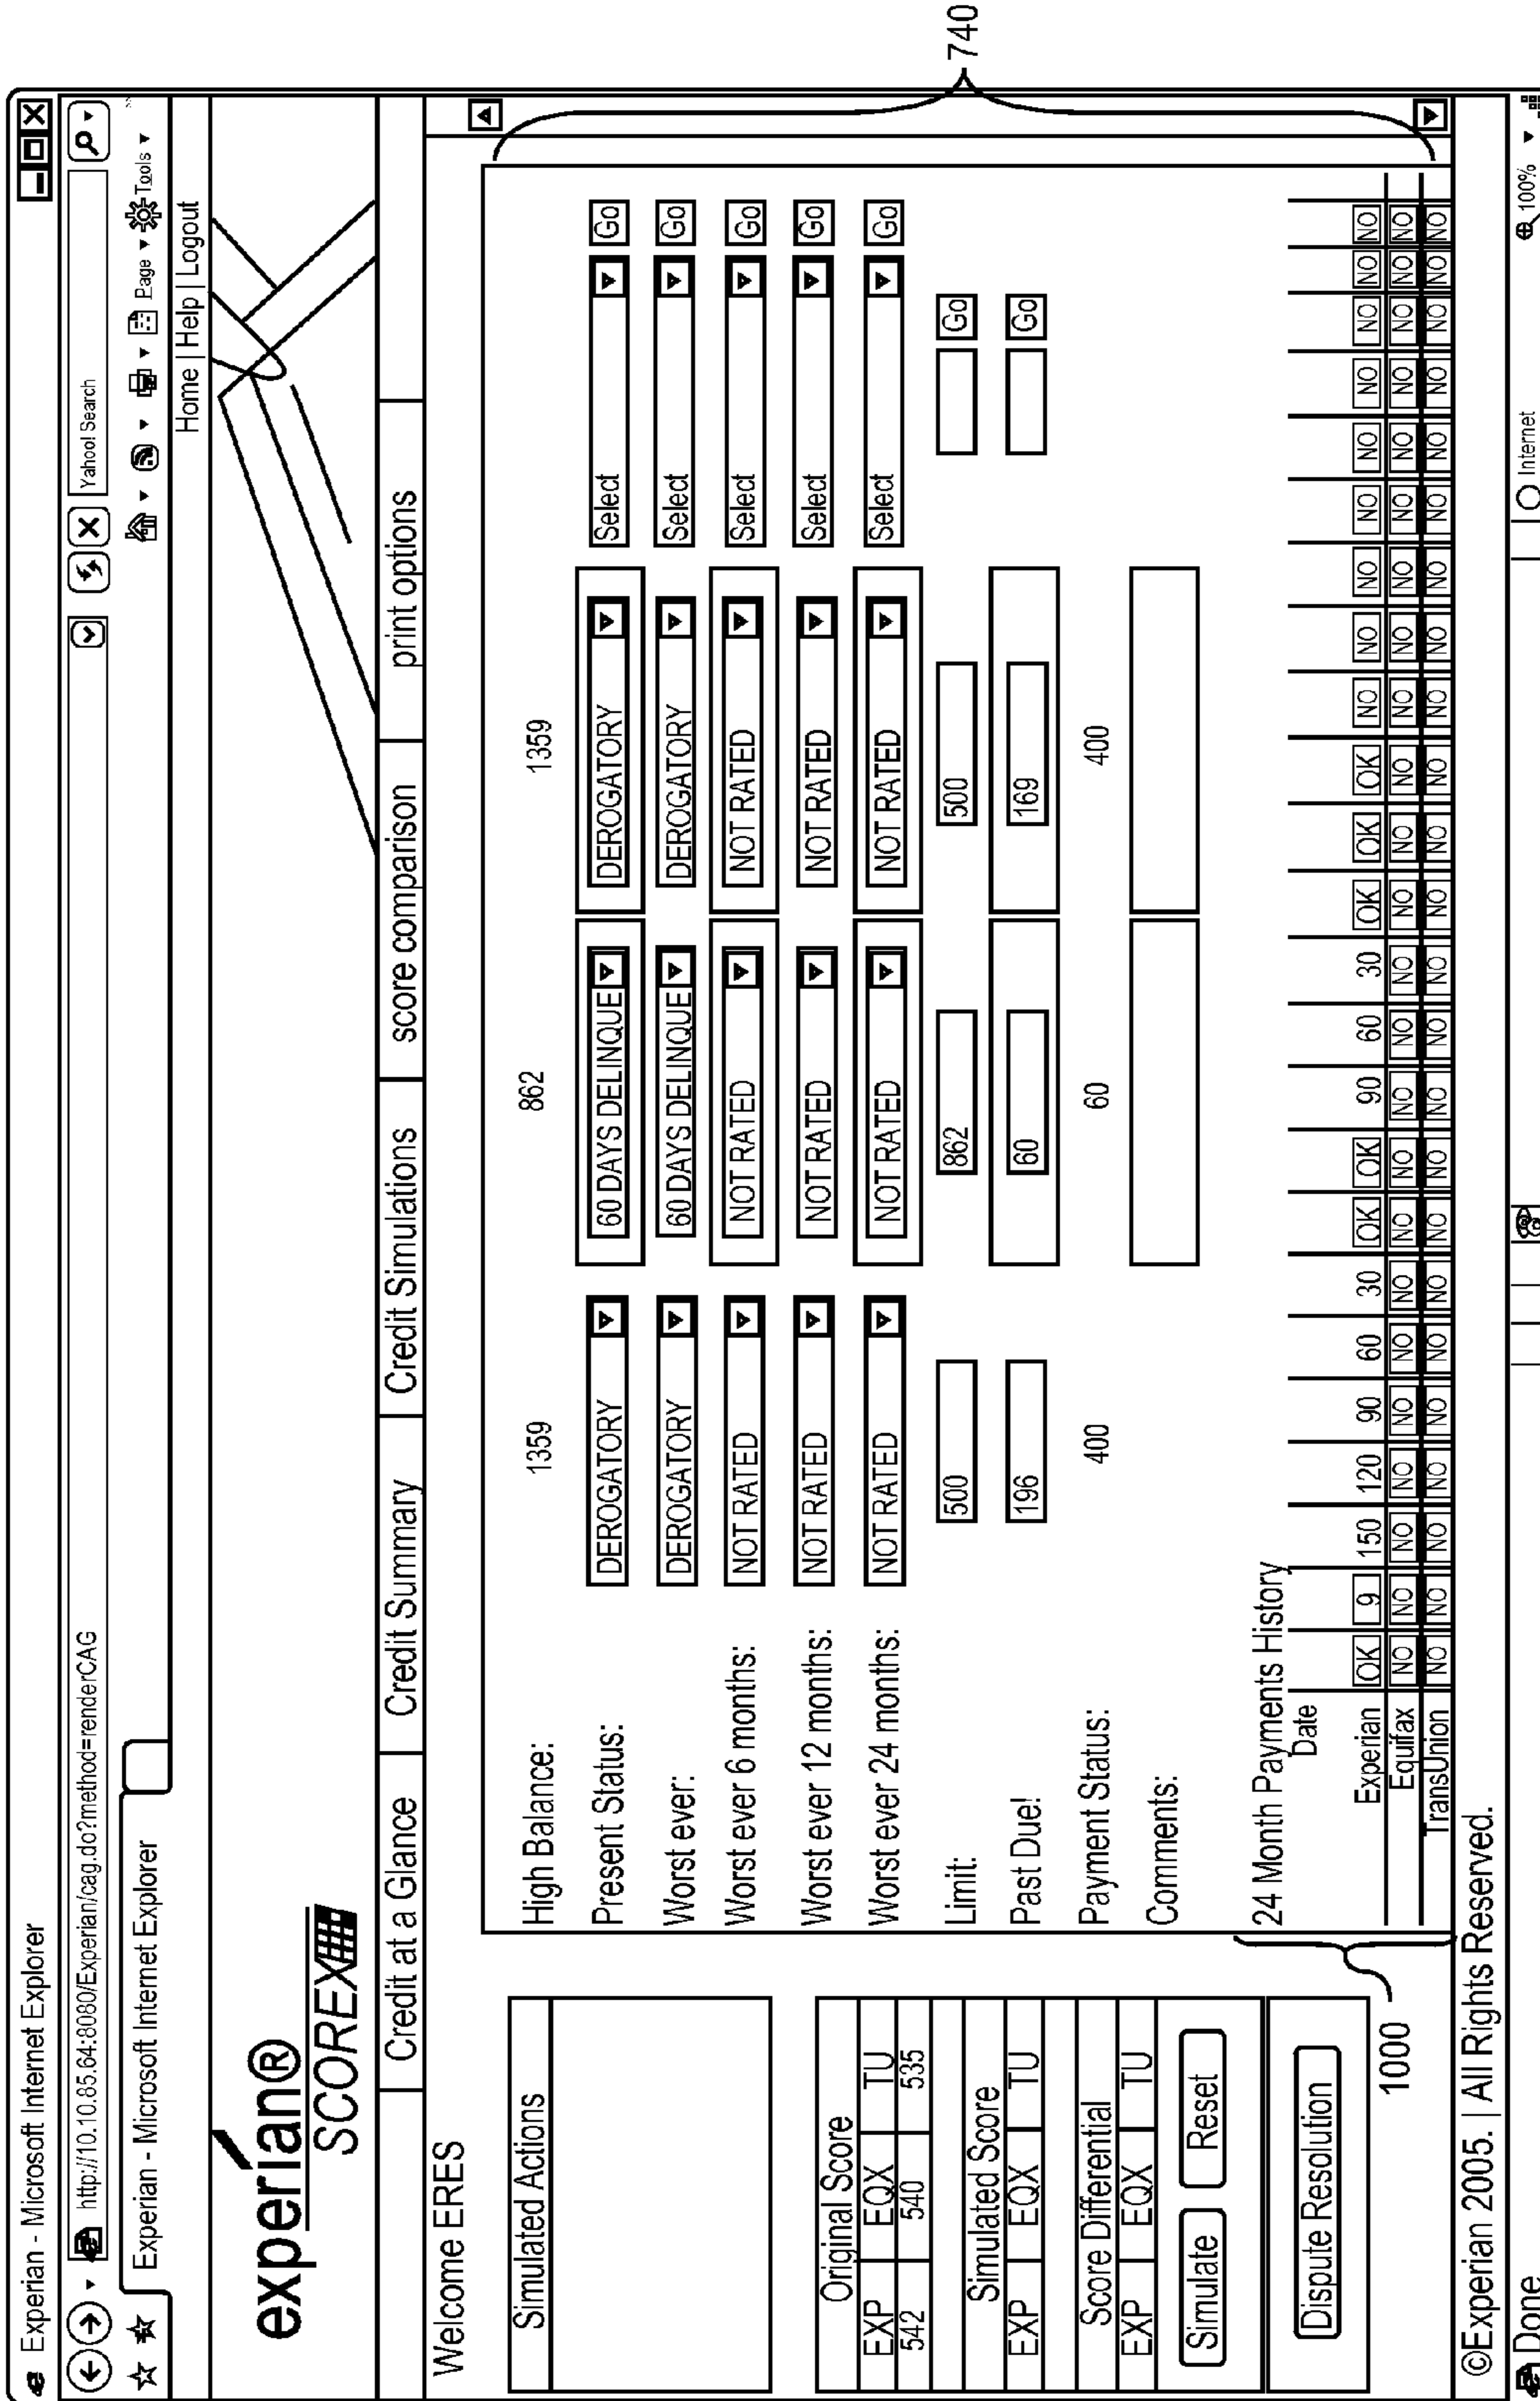 Experian - Microsoft Internet Explorer
http://10.10.85.64:8080/Experian/cag.do?method=renderCAG Yahoo! Search
Experian - Microsoft Internet Explorer Page Tools »
Home | Help | Logout
experian®
SCOREX
Credit at a Glance Credit Summary Credit Simulations score comparison print options
Welcome ERES
Simulated Actions
Original Score
EXP EQX TU
542 540 535
Simulated Score
EXP EQX TU
Score Differential
EXP EQX TU
Simulate Reset
Dispute Resolution
1000
High Balance: 1359 862 1359
Present Status: DEROGATORY 60 DAYS DELINQUE DEROGATORY Select Go
Worst ever: DEROGATORY 60 DAYS DELINQUE DEROGATORY Select Go
Worst ever 6 months: NOT RATED NOT RATED NOT RATED Select Go
Worst ever 12 months: NOT RATED NOT RATED NOT RATED Select Go
Worst ever 24 months: NOT RATED NOT RATED NOT RATED Select Go
Limit: 500 862 500 Go
Past Due! 196 60 169 Go
Payment Status: 400 60 400
Comments:
24 Month Payments History
Date
Experian OK 9 150 120 90 60 30 OK OK 90 60 30 OK OK OK NO NO NO NO NO NO NO NO NO
Equifax NO NO NO NO NO NO NO NO NO NO NO NO NO NO NO NO NO NO NO NO NO NO NO NO
TransUnion NO NO NO NO NO NO NO NO NO NO NO NO NO NO NO NO NO NO NO NO NO NO NO NO
740
©Experian 2005. | All Rights Reserved.
Done Internet 100%